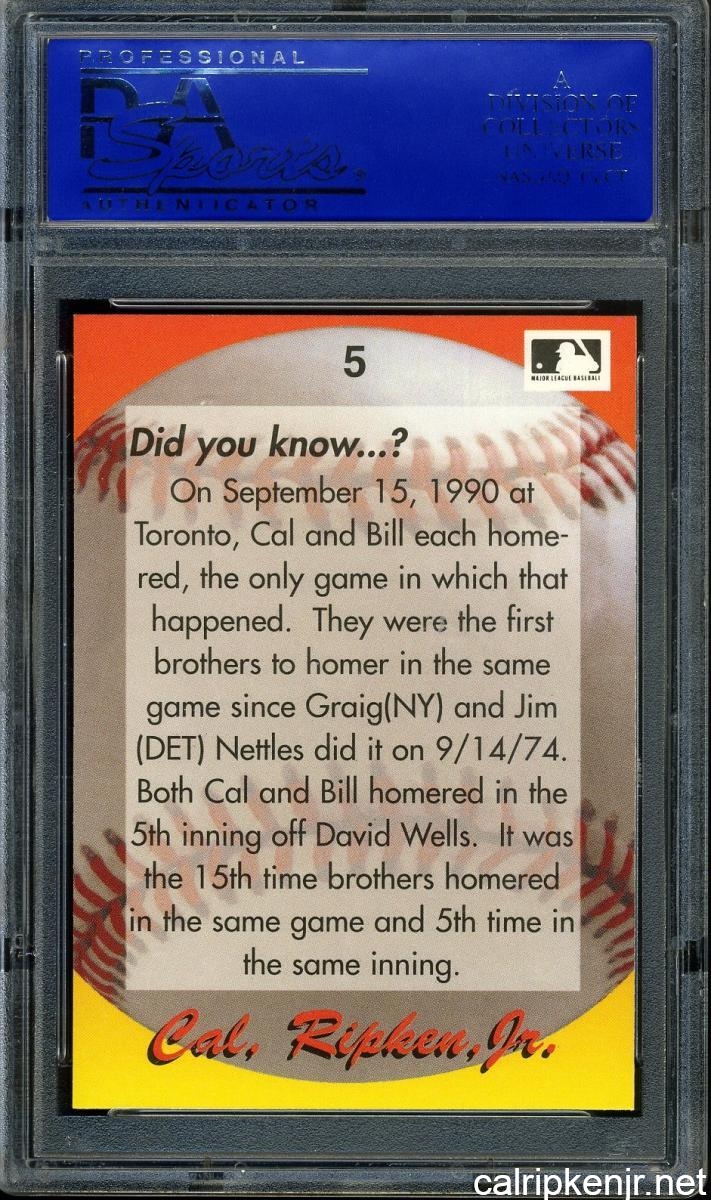 PROFESSIONAL
PSA
Sports
AUTHENTICATOR
A
DIVISION OF
COLLECTORS
UNIVERSE
5
MAJOR LEAGUE BASEBALL
Did you know...?
On September 15, 1990 at
Toronto, Cal and Bill each home-
red, the only game in which that
happened. They were the first
brothers to homer in the same
game since Graig(NY) and Jim
(DET) Nettles did it on 9/14/74.
Both Cal and Bill homered in the
5th inning off David Wells. It was
the 15th time brothers homered
in the same game and 5th time in
the same inning.
Cal, Ripken, Jr.
calripkenjr.net